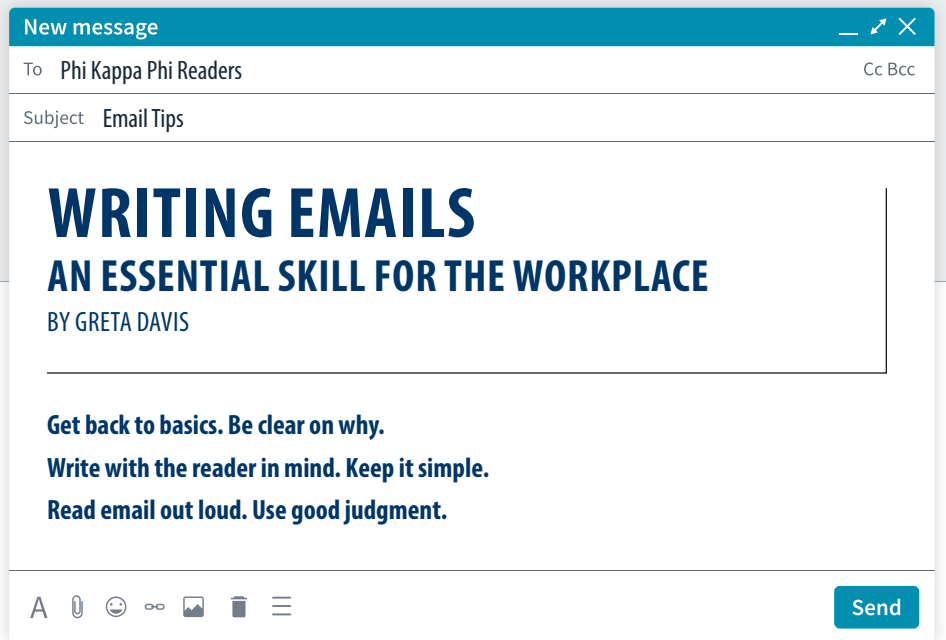 New message
To Phi Kappa Phi Readers Cc Bcc
Subject Email Tips
WRITING EMAILS
AN ESSENTIAL SKILL FOR THE WORKPLACE
BY GRETA DAVIS
Get back to basics. Be clear on why.
Write with the reader in mind. Keep it simple.
Read email out loud. Use good judgment.
A Send